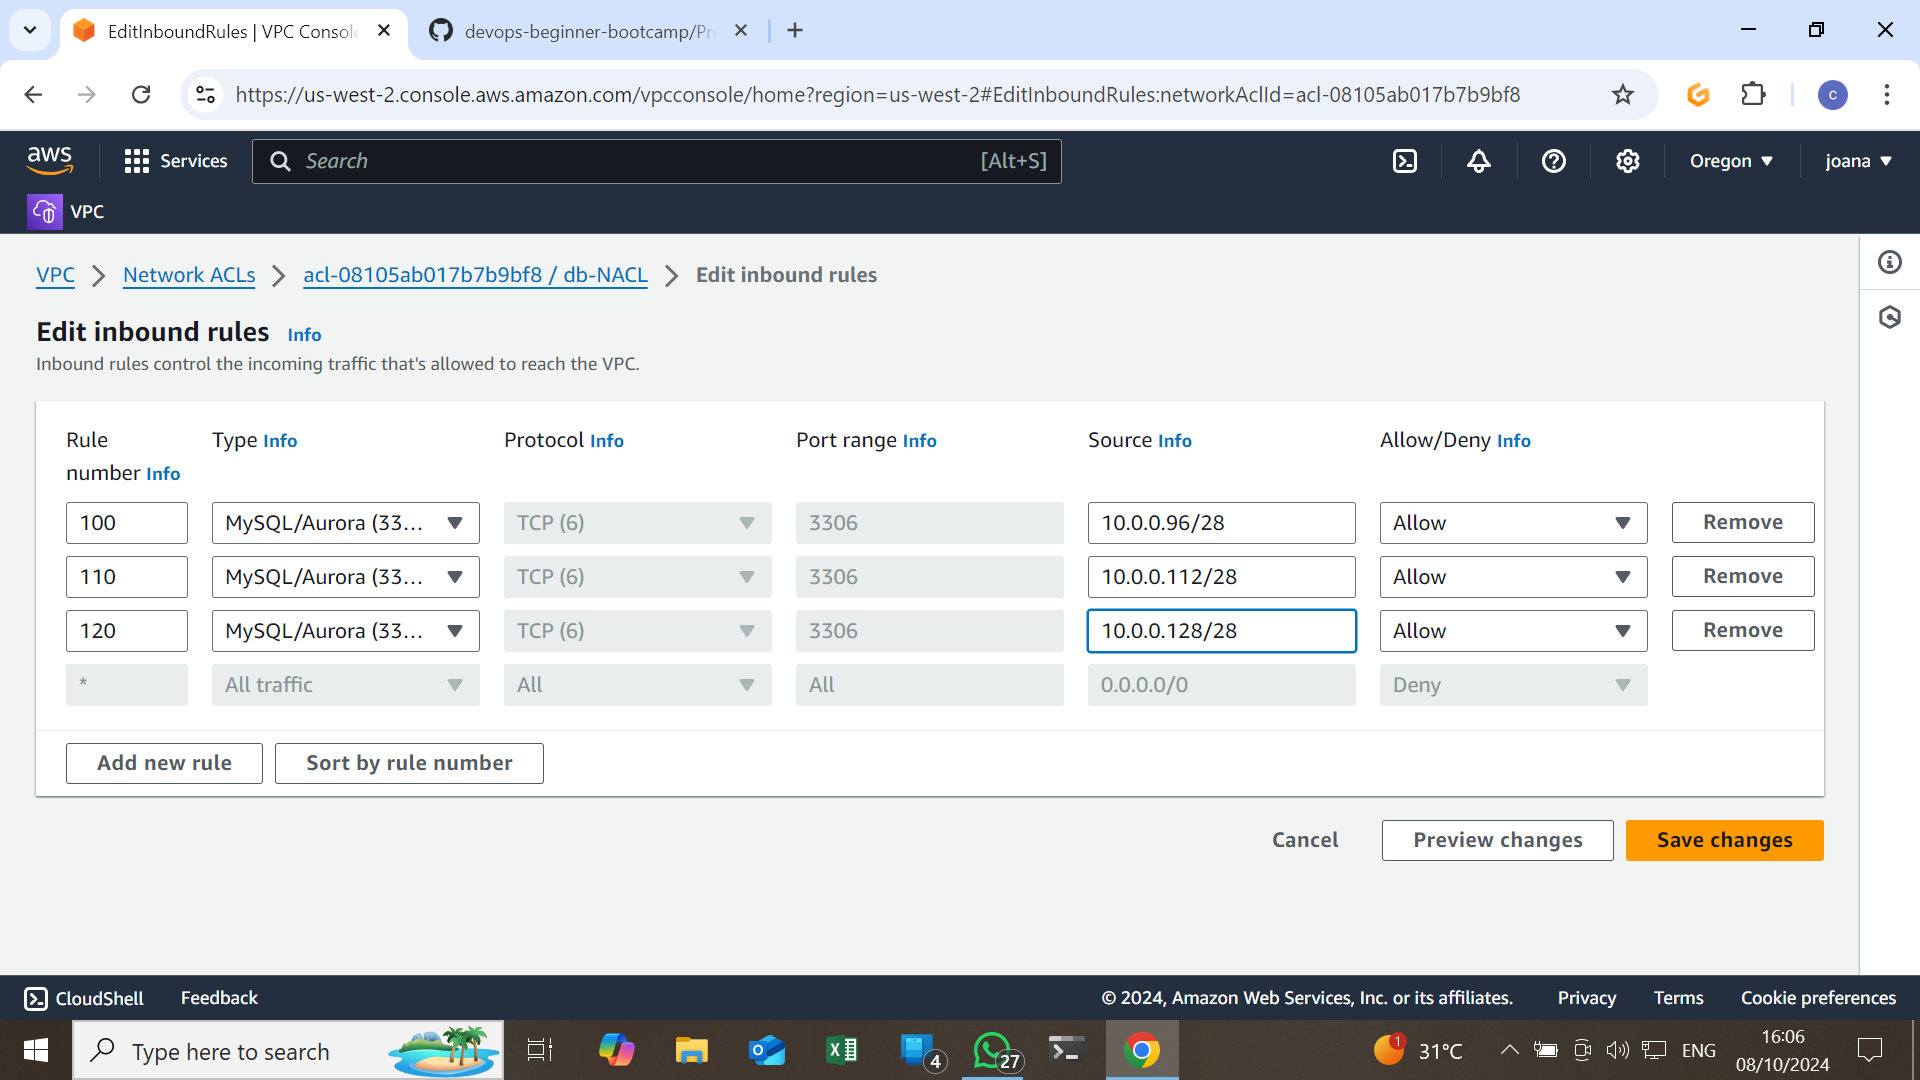 EditInboundRules | VPC Console
devops-beginner-bootcamp/Pr
https://us-west-2.console.aws.amazon.com/vpcconsole/home?region=us-west-2#EditInboundRules:networkAclId=acl-08105ab017b7b9bf8
C
aws
Services
Search
[Alt+S]
Oregon
joana
VPC
VPC
Network ACLs
acl-08105ab017b7b9bf8 / db-NACL
Edit inbound rules
Edit inbound rules Info
Inbound rules control the incoming traffic that's allowed to reach the VPC.
Rule number Info
Type Info
Protocol Info
Port range Info
Source Info
Allow/Deny Info
100 MySQL/Aurora (33... TCP (6) 3306 10.0.0.96/28 Allow Remove
110 MySQL/Aurora (33... TCP (6) 3306 10.0.0.112/28 Allow Remove
120 MySQL/Aurora (33... TCP (6) 3306 10.0.0.128/28 Allow Remove
* All traffic All All 0.0.0.0/0 Deny
Add new rule
Sort by rule number
Cancel
Preview changes
Save changes
CloudShell
Feedback
© 2024, Amazon Web Services, Inc. or its affiliates.
Privacy
Terms
Cookie preferences
Type here to search
4
27
1
31°C
ENG
16:06
08/10/2024